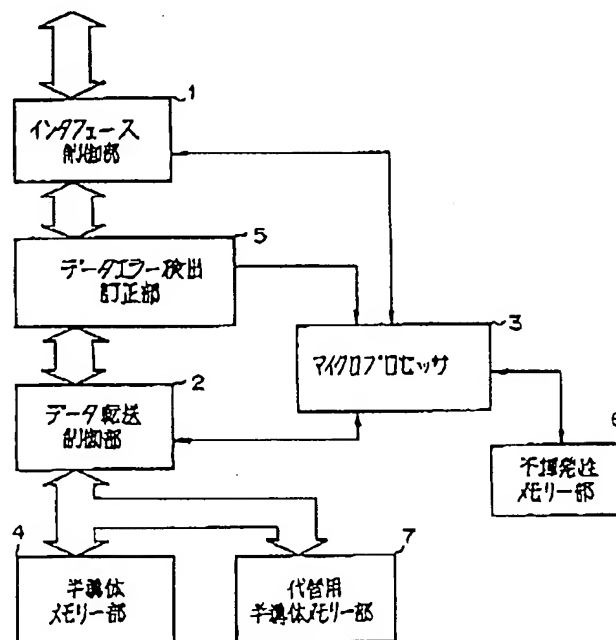 1
インタフェース
制御部
5
データエラー検出
訂正部
3
マイクロプロセッサ
2
データ転送
制御部
6
不揮発性
メモリー部
4
半導体
メモリー部
7
代替用
半導体メモリー部